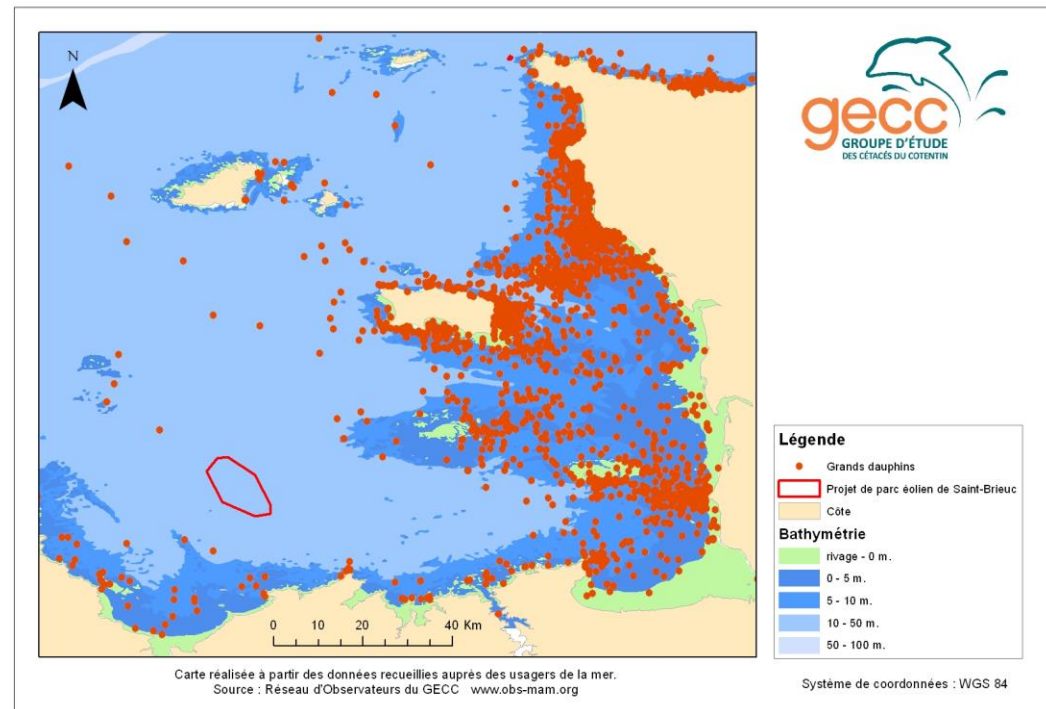 N
gecc
GROUPE D'ÉTUDE
DES CÉTACÉS DU COTENTIN
Légende
Grands dauphins
Projet de parc éolien de Saint-Brieuc
Côte
Bathymétrie
rivage - 0 m.
0 - 5 m.
5 - 10 m.
10 - 50 m.
50 - 100 m.
0 10 20 40 Km
Carte réalisée à partir des données recueillies auprès des usagers de la mer.
Source : Réseau d'Observateurs du GECC www.obs-mam.org
Système de coordonnées : WGS 84